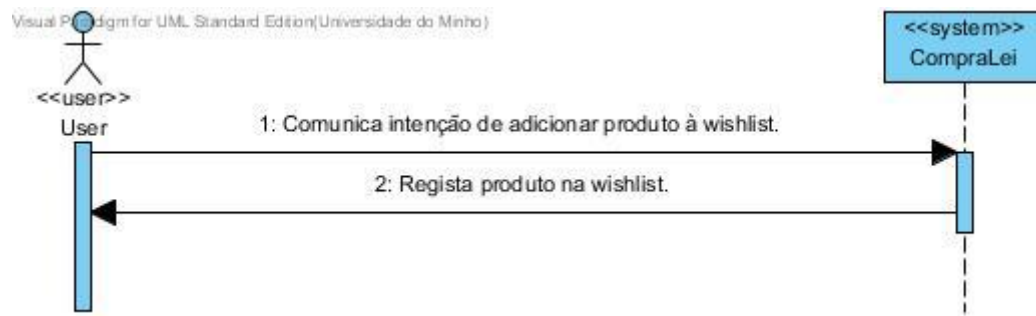 Visual Paradigm for UML Standard Edition(Universidade do Minho)
<<system>>
CompraLei
<<user>>
User
1: Comunica intenção de adicionar produto à wishlist.
2: Regista produto na wishlist.